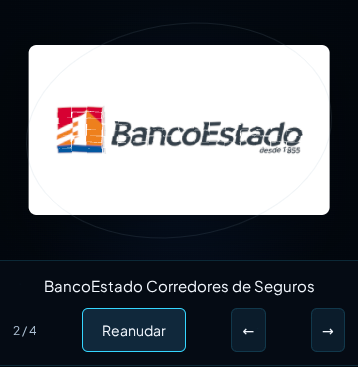 BancoEstado
desde 1855
BancoEstado Corredores de Seguros
2 / 4
Reanudar
← →